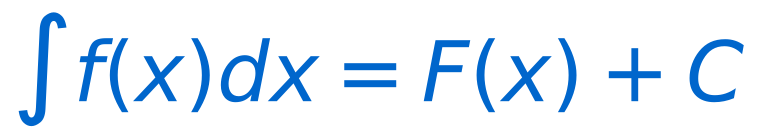 ∫f(x)dx = F(x) + C